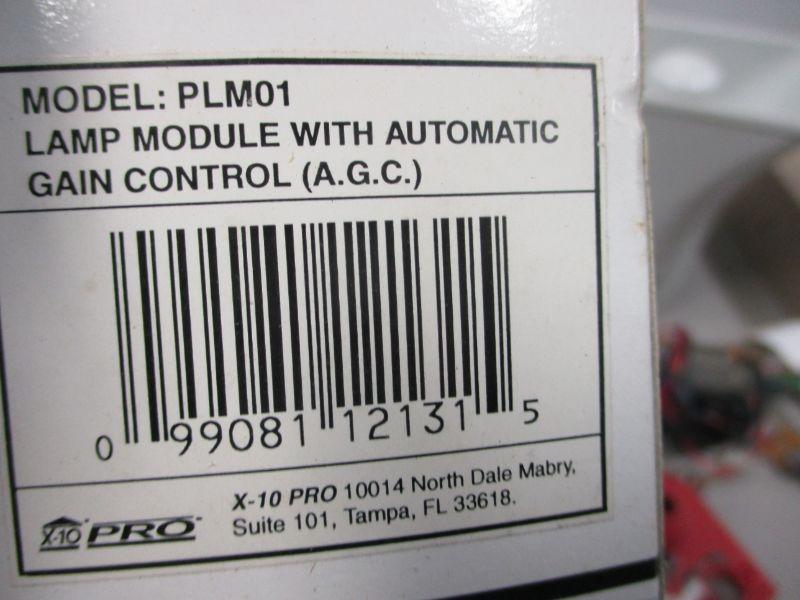 MODEL: PLM01
LAMP MODULE WITH AUTOMATIC
GAIN CONTROL (A.G.C.)
0 99081 12131 5
X-10 PRO
X-10 PRO 10014 North Dale Mabry,
Suite 101, Tampa, FL 33618.